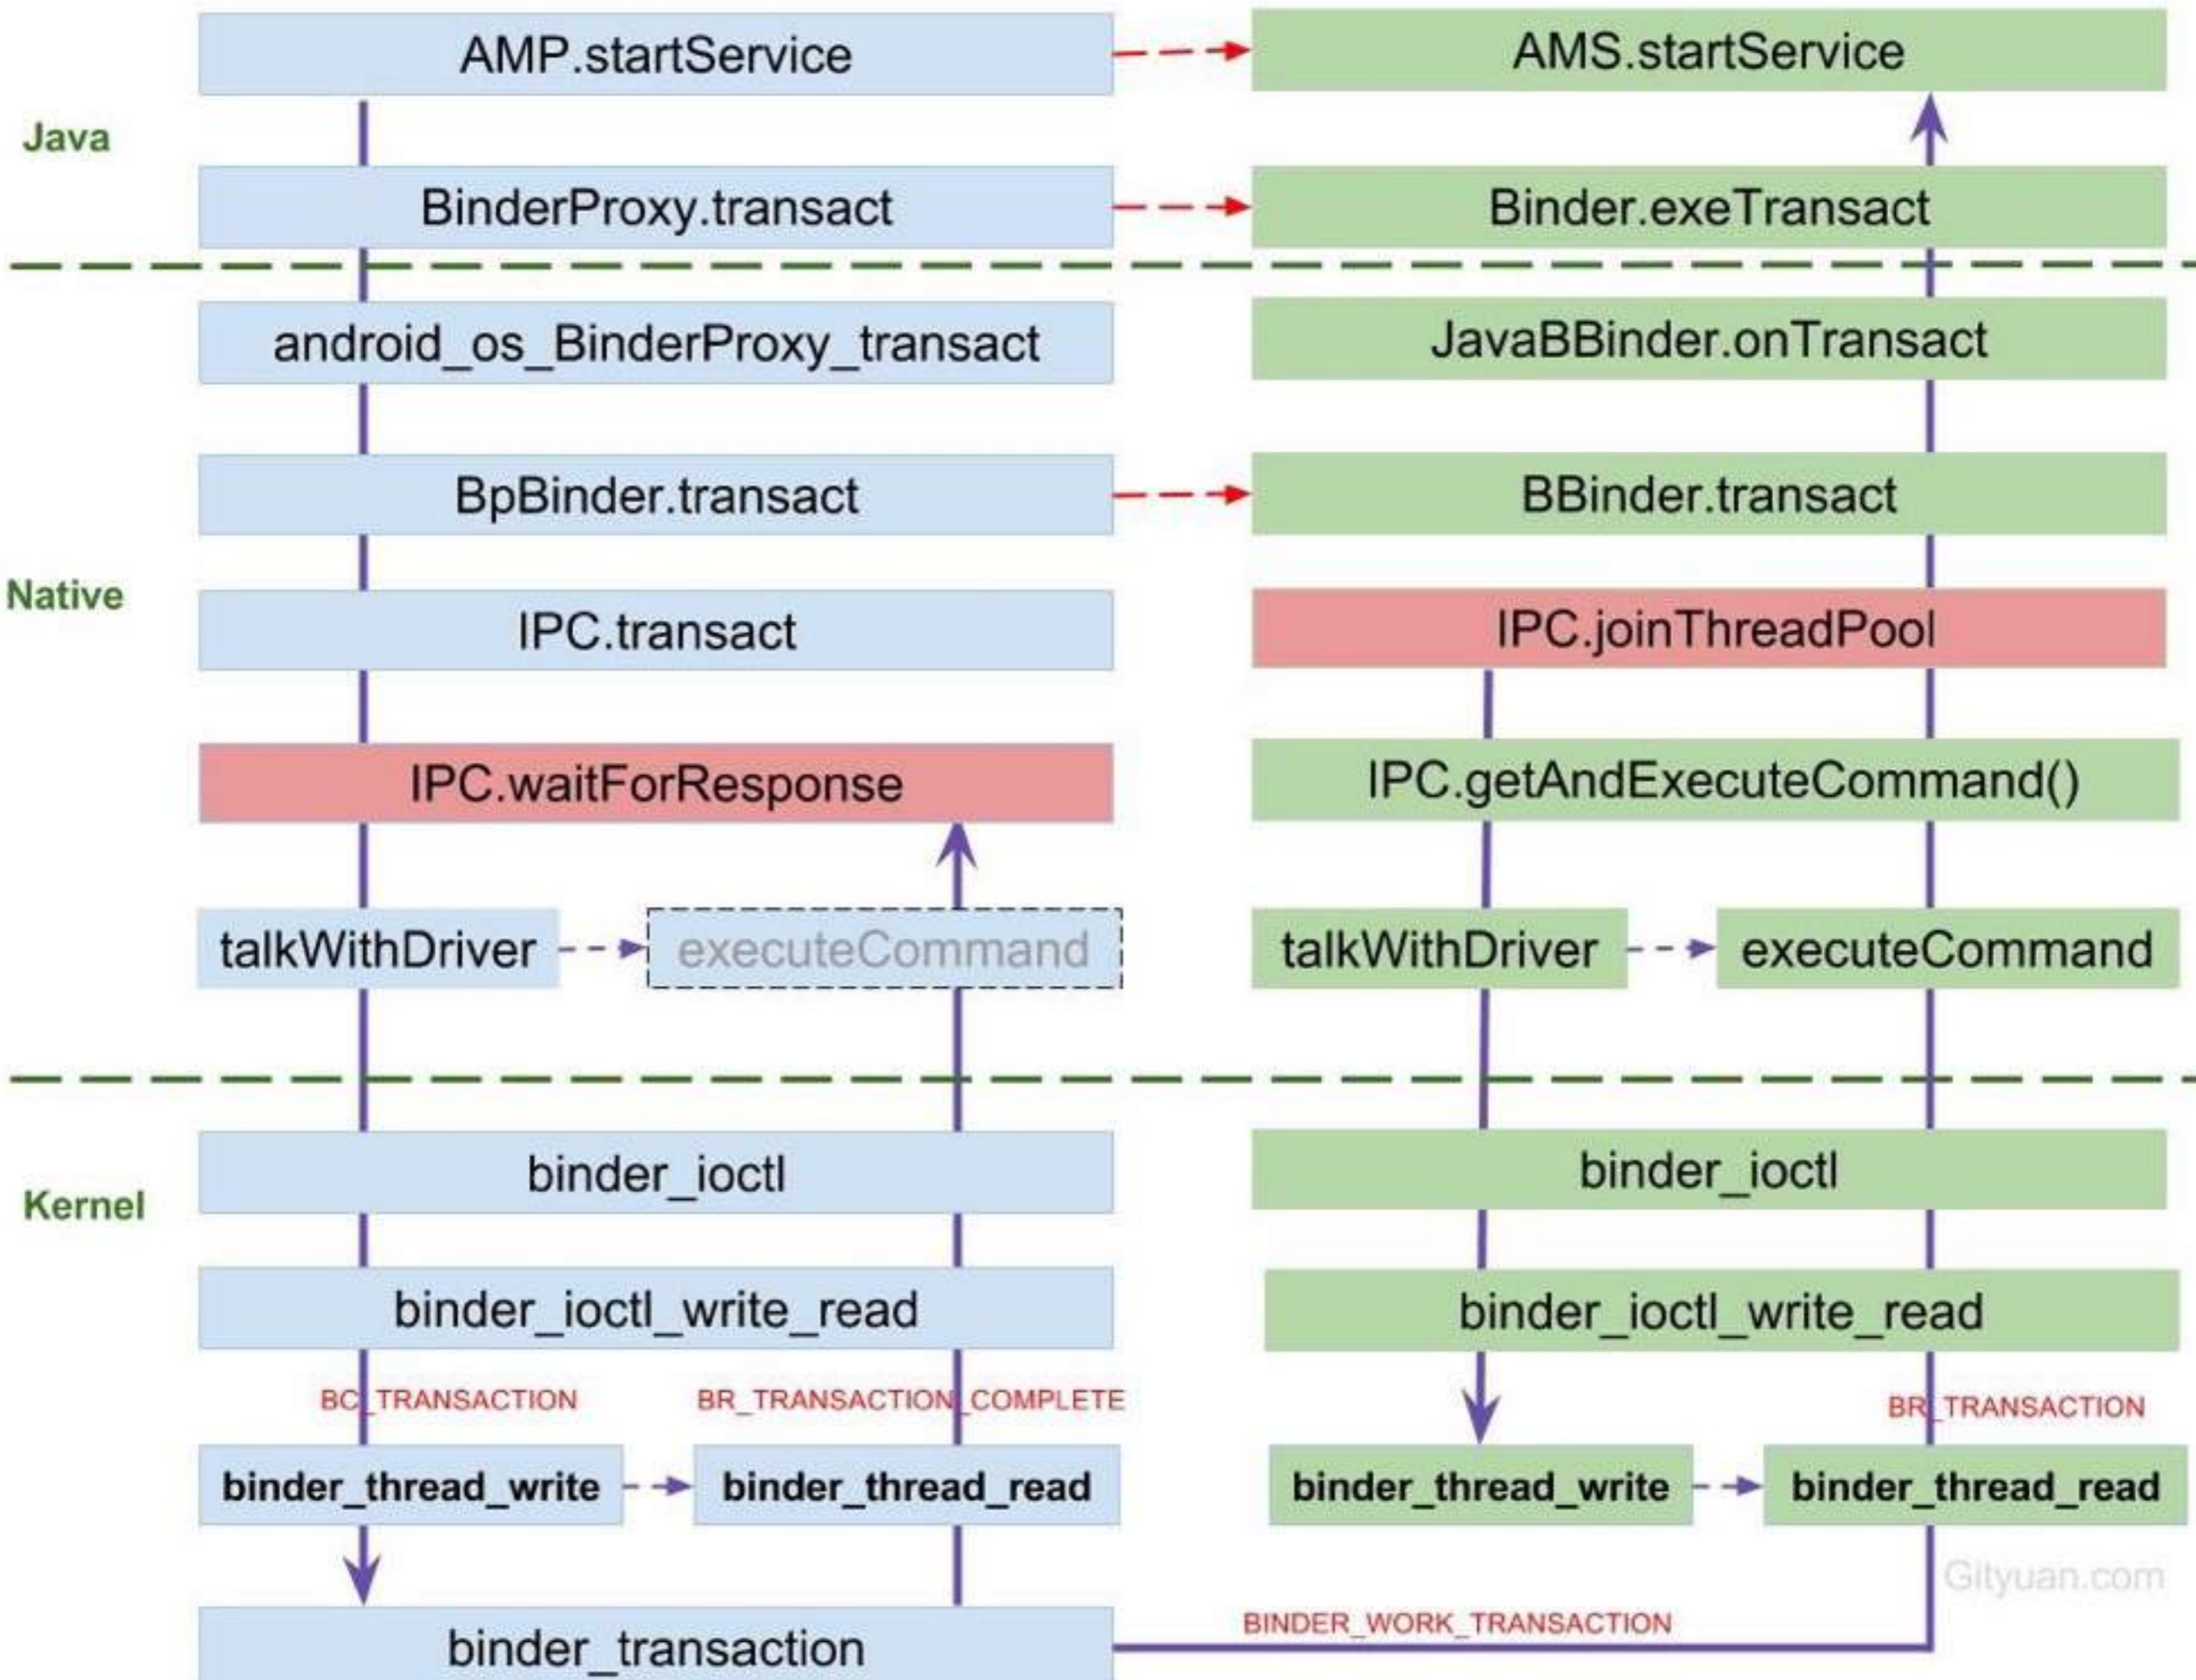 AMP.startService
AMS.startService
Java
BinderProxy.transact
Binder.exeTransact
android_os_BinderProxy_transact
JavaBBinder.onTransact
BpBinder.transact
BBinder.transact
Native
IPC.transact
IPC.joinThreadPool
IPC.waitForResponse
IPC.getAndExecuteCommand()
talkWithDriver
executeCommand
talkWithDriver
executeCommand
binder_ioctl
binder_ioctl
Kernel
binder_ioctl_write_read
binder_ioctl_write_read
BC_TRANSACTION
BR_TRANSACTION_COMPLETE
BR_TRANSACTION
binder_thread_write
binder_thread_read
binder_thread_write
binder_thread_read
Gityuan.com
BINDER_WORK_TRANSACTION
binder_transaction